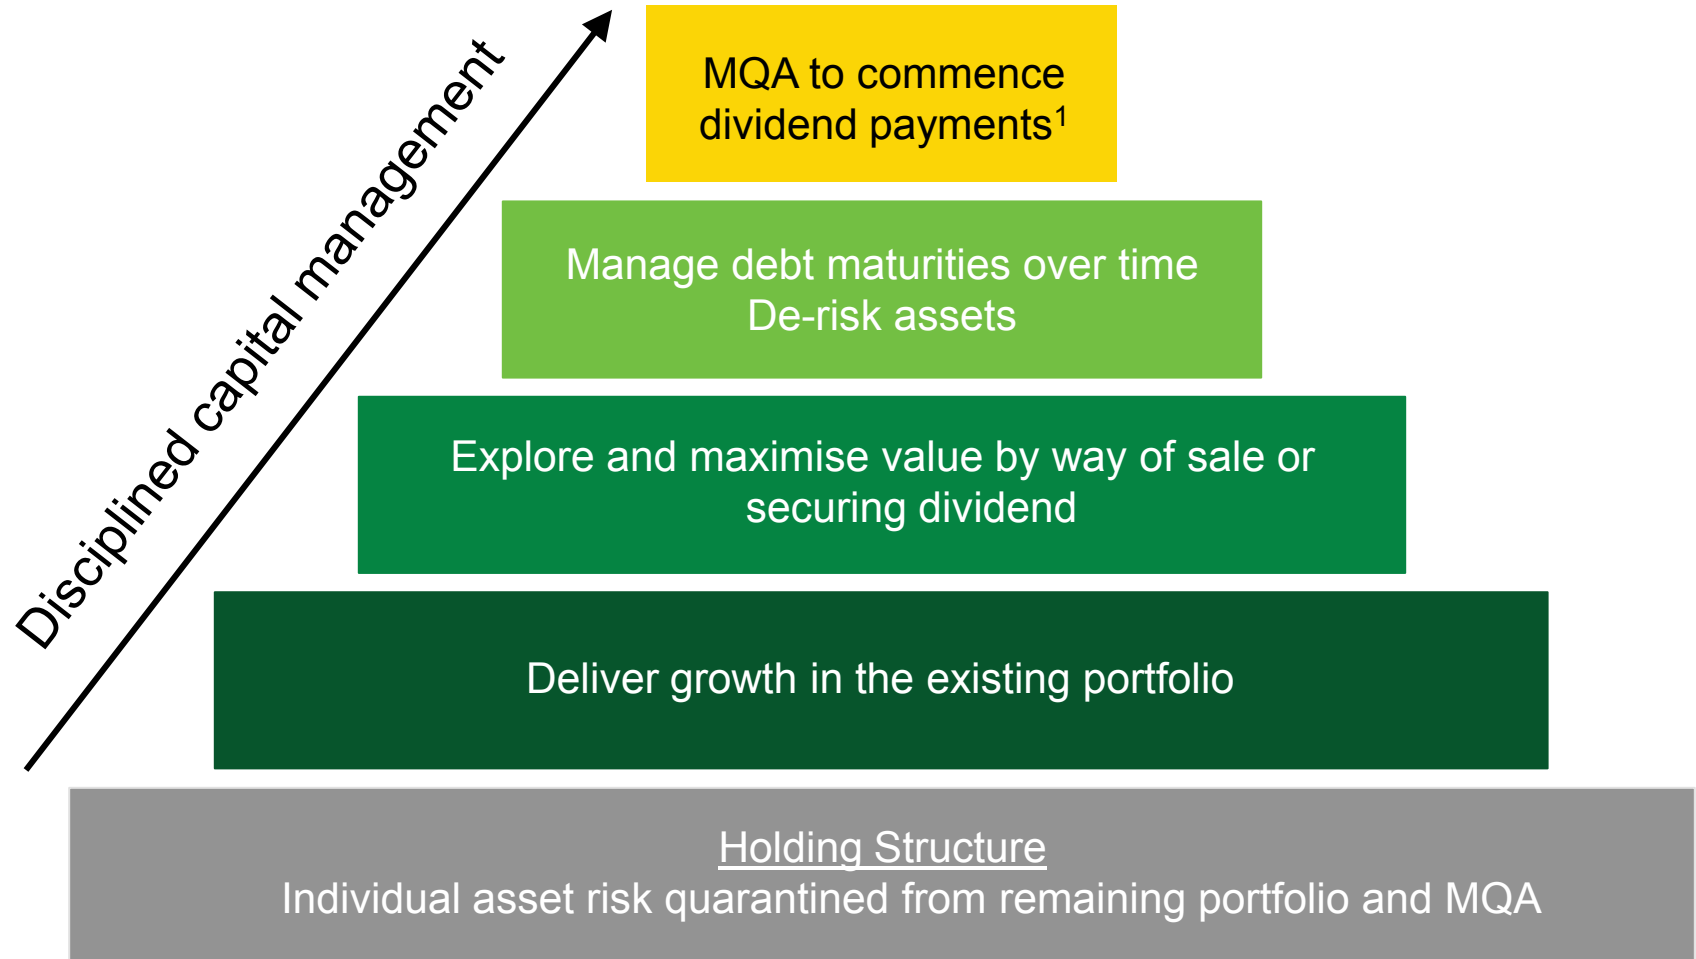 Disciplined capital management
MQA to commence
dividend payments¹
Manage debt maturities over time
De-risk assets
Explore and maximise value by way of sale or
securing dividend
Deliver growth in the existing portfolio
Holding Structure
Individual asset risk quarantined from remaining portfolio and MQA